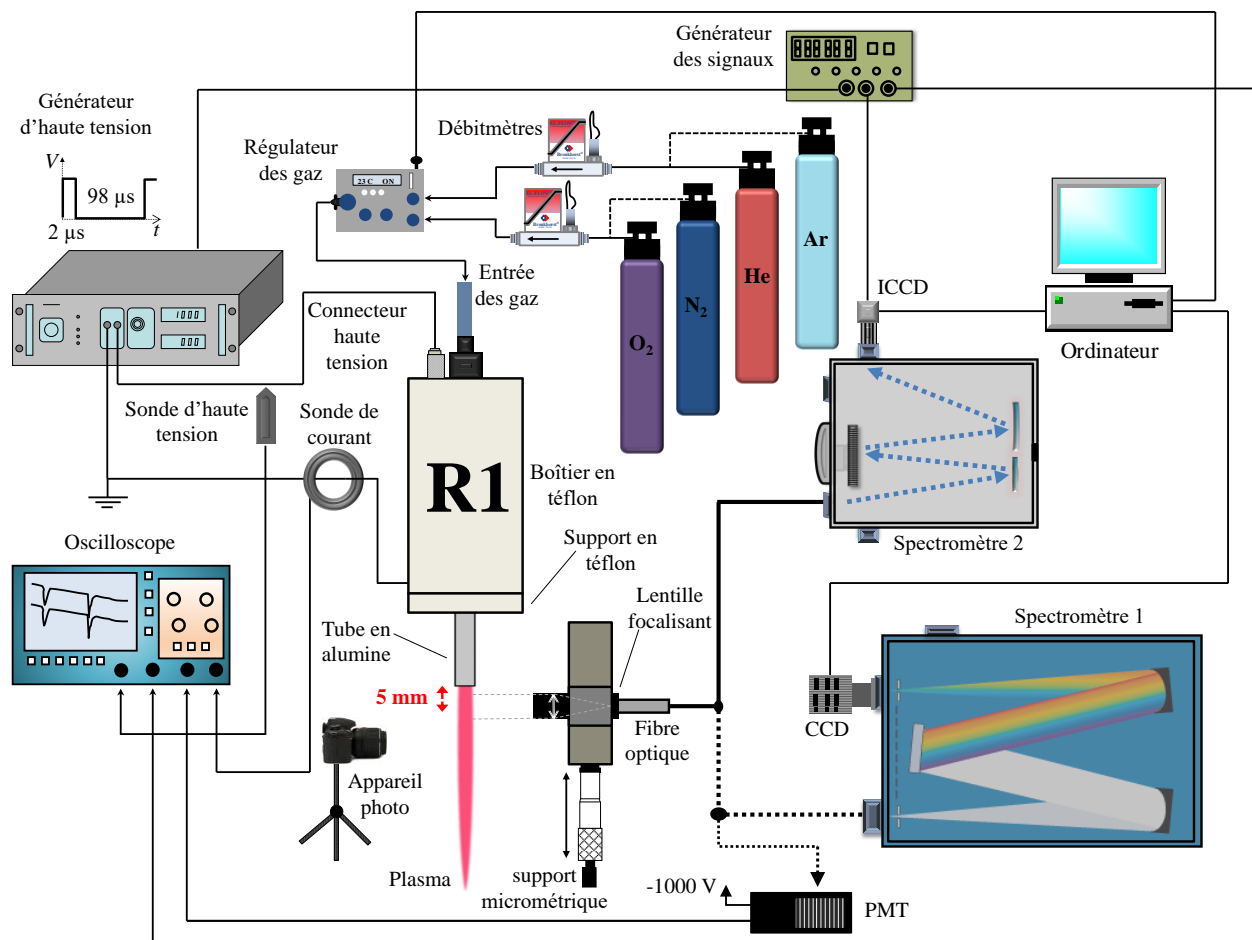 Générateur
des signaux
Générateur
d'haute tension
V
98 µs
2 µs
t
Débitmètres
Régulateur
des gaz
23 C ON
Bronkhorst
Bronkhorst
Ar
He
N₂
O₂
Entrée
des gaz
ICCD
Ordinateur
1000
000
Connecteur
haute
tension
Sonde d'haute
tension
Sonde de
courant
R1
Boîtier en
téflon
Support en
téflon
Spectromètre 2
Oscilloscope
Lentille
focalisant
Spectromètre 1
Tube en
alumine
5 mm
Fibre
optique
CCD
Appareil
photo
Plasma
support
micrométrique
-1000 V
PMT